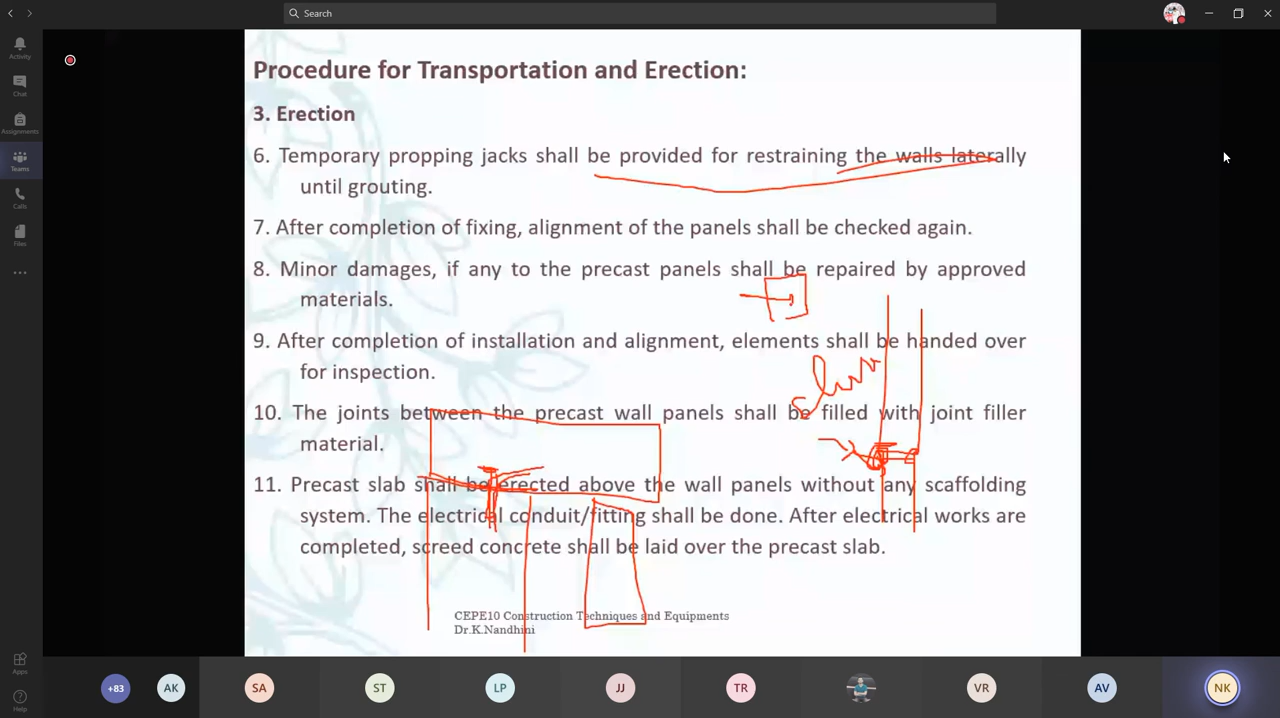 Search
Activity
Chat
Assignments
Teams
Calls
Files
Apps
Help
Procedure for Transportation and Erection:
3. Erection
6. Temporary propping jacks shall be provided for restraining the walls laterally
until grouting.
7. After completion of fixing, alignment of the panels shall be checked again.
8. Minor damages, if any to the precast panels shall be repaired by approved
materials.
9. After completion of installation and alignment, elements shall be handed over
for inspection.
10. The joints between the precast wall panels shall be filled with joint filler
material.
11. Precast slab shall be erected above the wall panels without any scaffolding
system. The electrical conduit/fitting shall be done. After electrical works are
completed, screed concrete shall be laid over the precast slab.
CEPE10 Construction Techniques and Equipments
Dr.K.Nandhini
+83 AK SA ST LP JJ TR VR AV NK